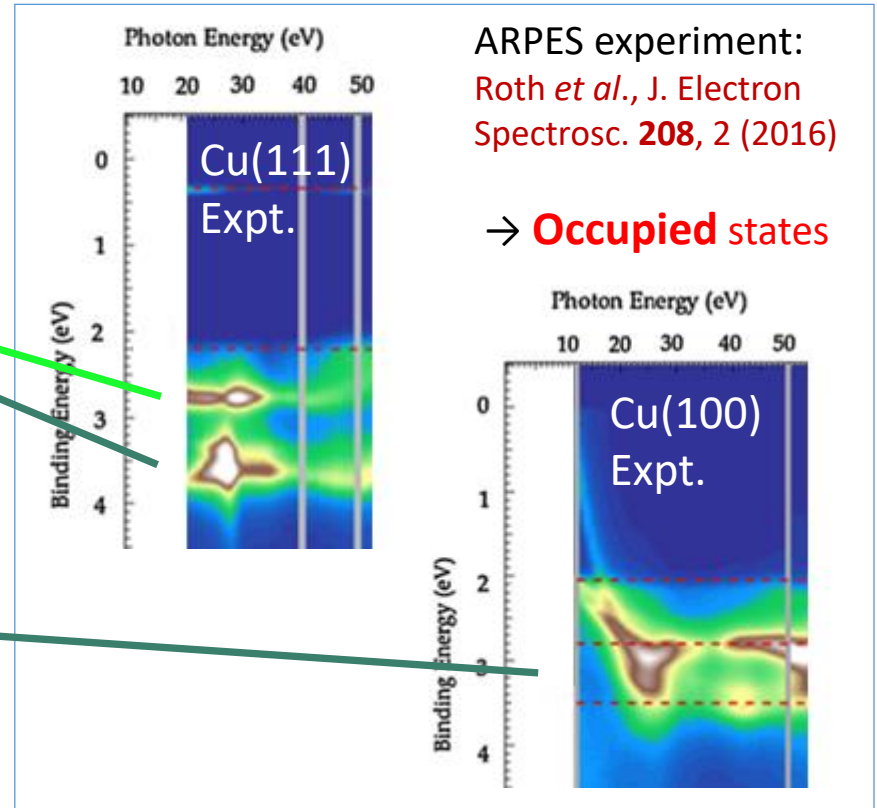 Photon Energy (eV)
10 20 30 40 50
Binding Energy (eV)
0
1
2
3
4
Cu(111)
Expt.
ARPES experiment:
Roth et al., J. Electron
Spectrosc. 208, 2 (2016)
→ Occupied states
Photon Energy (eV)
10 20 30 40 50
Binding Energy (eV)
0
1
2
3
4
Cu(100)
Expt.